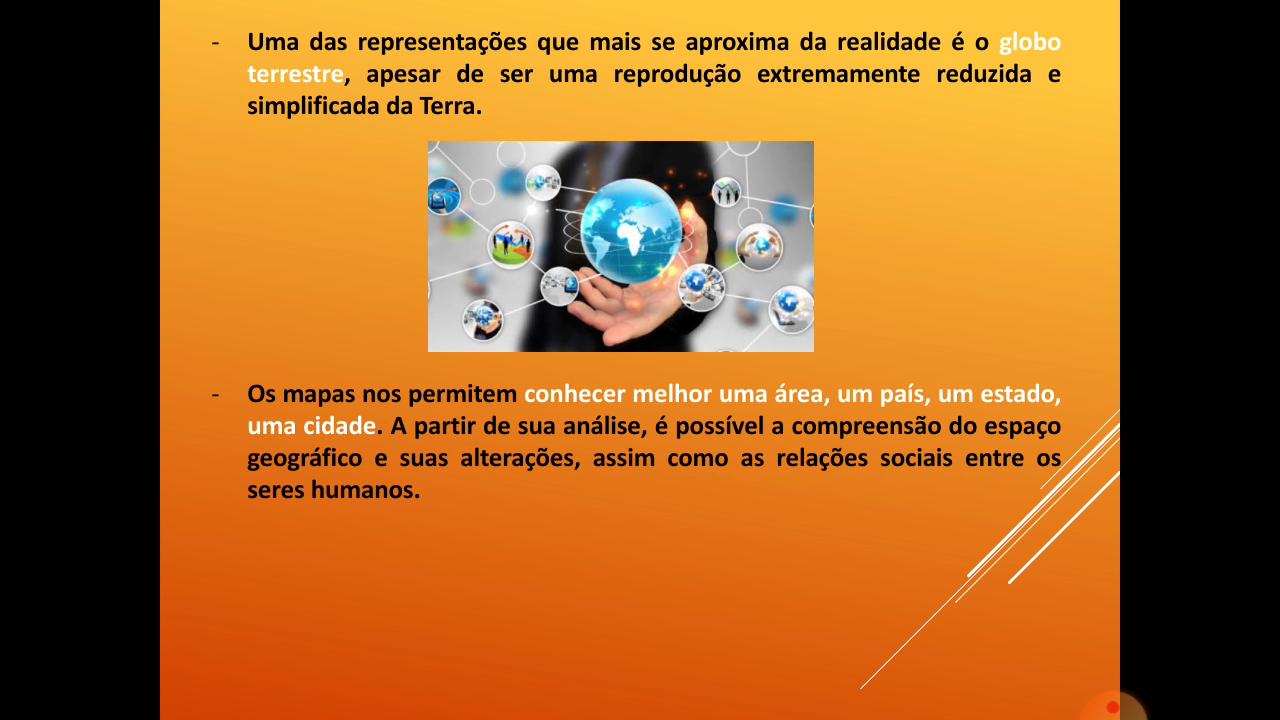 - Uma das representações que mais se aproxima da realidade é o globo
terrestre, apesar de ser uma reprodução extremamente reduzida e
simplificada da Terra.
- Os mapas nos permitem conhecer melhor uma área, um país, um estado,
uma cidade. A partir de sua análise, é possível a compreensão do espaço
geográfico e suas alterações, assim como as relações sociais entre os
seres humanos.